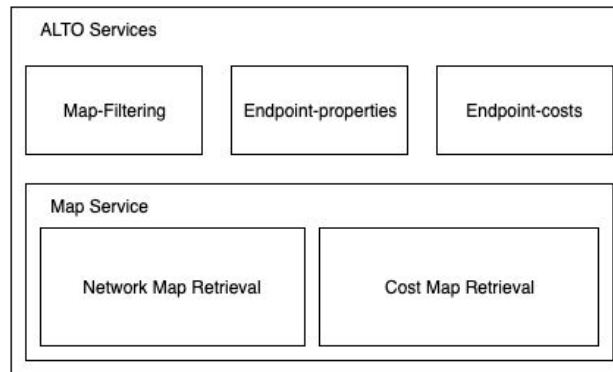 ALTO Services
Map-Filtering
Endpoint-properties
Endpoint-costs
Map Service
Network Map Retrieval
Cost Map Retrieval